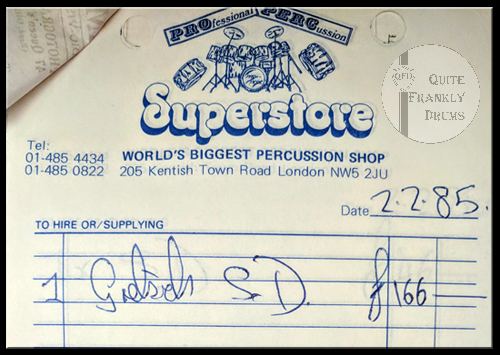 PROfessional PERCussion
Superstore
QFD
QUITE
FRANKLY
DRUMS
Tel:
01-485 4434 WORLD'S BIGGEST PERCUSSION SHOP
01-485 0822 205 Kentish Town Road London NW5 2JU
Date 2.2.85.
TO HIRE OR/SUPPLYING
1 Gretsch S D. £ 166 —